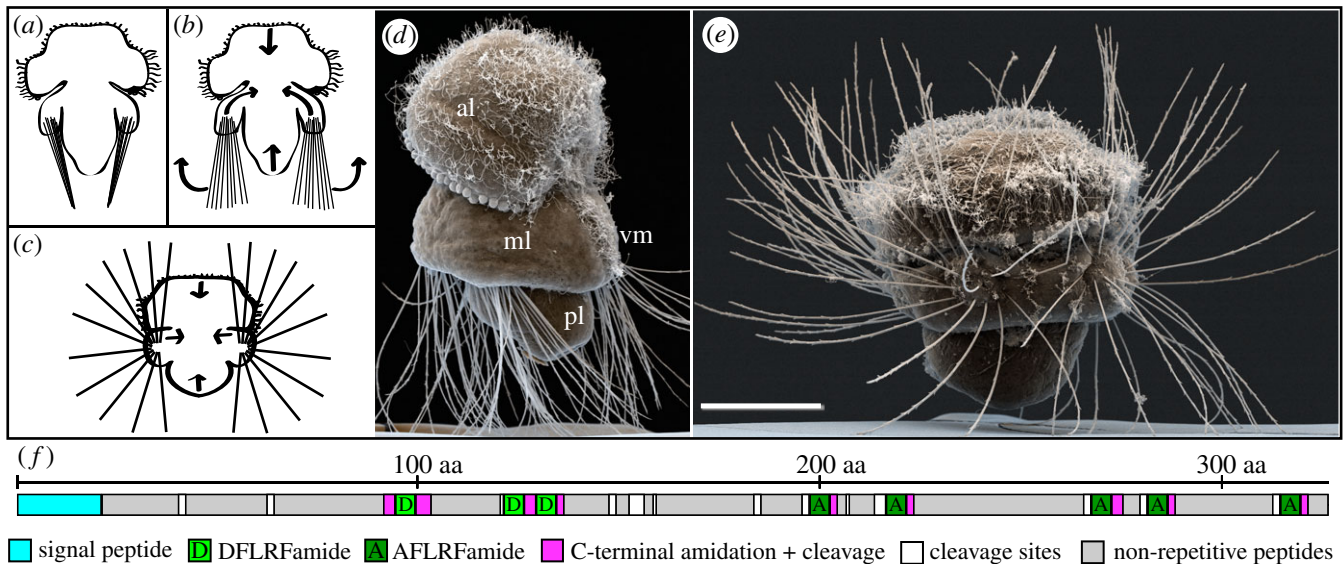 (a)
(b)
(c)
(d)
(e)
al
ml
vm
pl
(f)
100 aa
200 aa
300 aa
D
D
D
A
A
A
A
A
signal peptide
D DFLRFamide
A AFLRFamide
C-terminal amidation + cleavage
cleavage sites
non-repetitive peptides